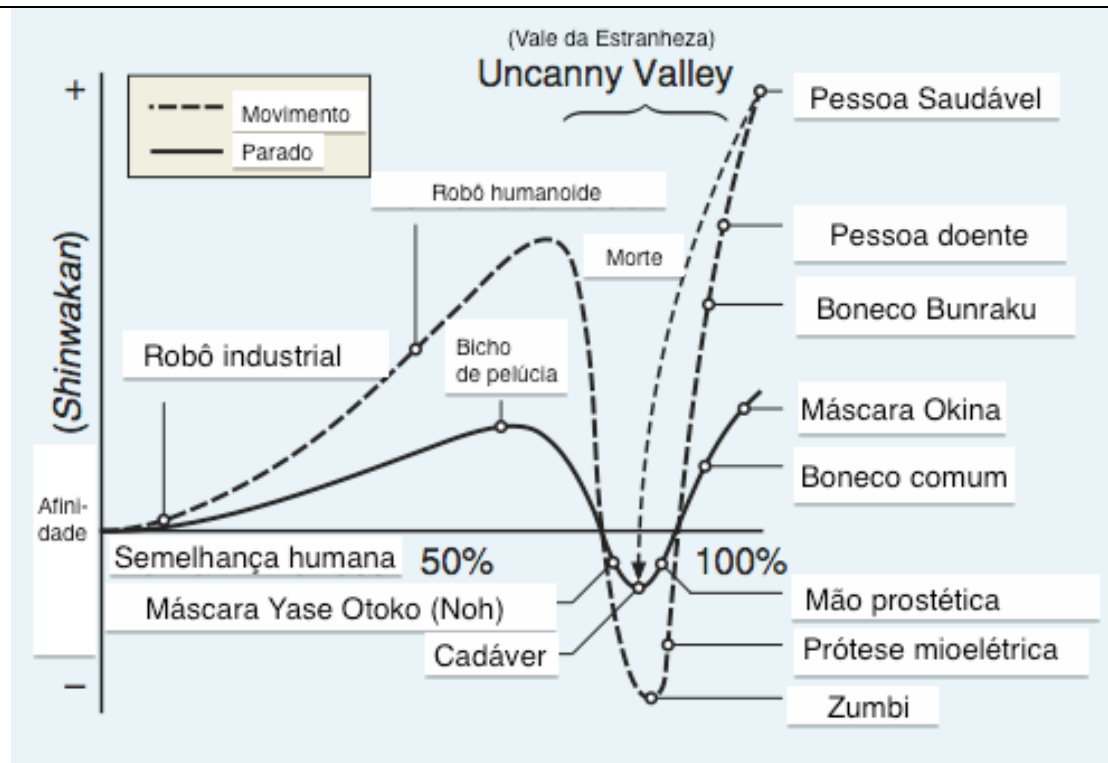 (Vale da Estranheza)
Uncanny Valley
+
Movimento
Parado
Pessoa Saudável
Robô humanoide
Pessoa doente
Morte
(Shinwakan)
Boneco Bunraku
Robô industrial
Bicho
de pelúcia
Máscara Okina
Boneco comum
Afini-
dade
Semelhança humana
50%
100%
Máscara Yase Otoko (Noh)
Mão prostética
Cadáver
Prótese mioelétrica
−
Zumbi